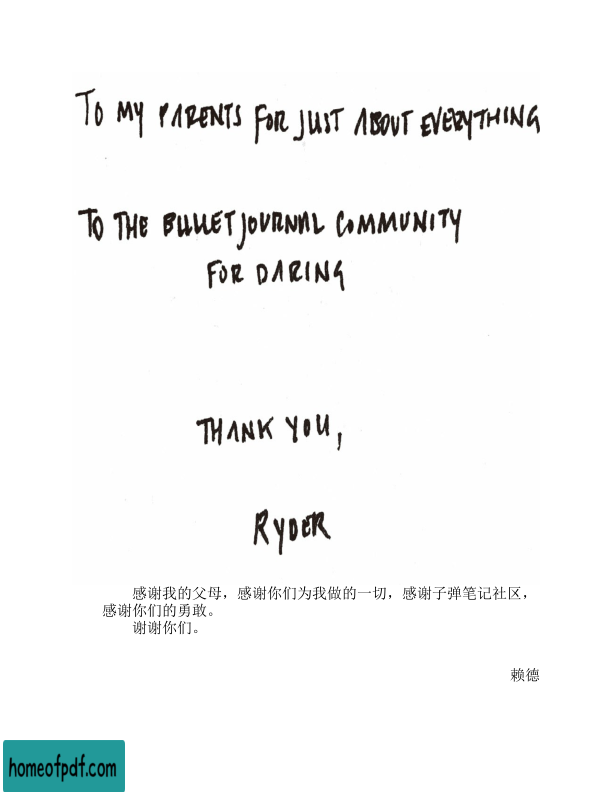 TO MY PARENTS FOR JUST ABOUT EVERYTHING
TO THE BULLET JOURNAL COMMUNITY
FOR DARING
THANK YOU,
RYDER
感谢我的父母，感谢你们为我做的一切，感谢子弹笔记社区，
感谢你们的勇敢。
谢谢你们。
赖德
homeofpdf.com